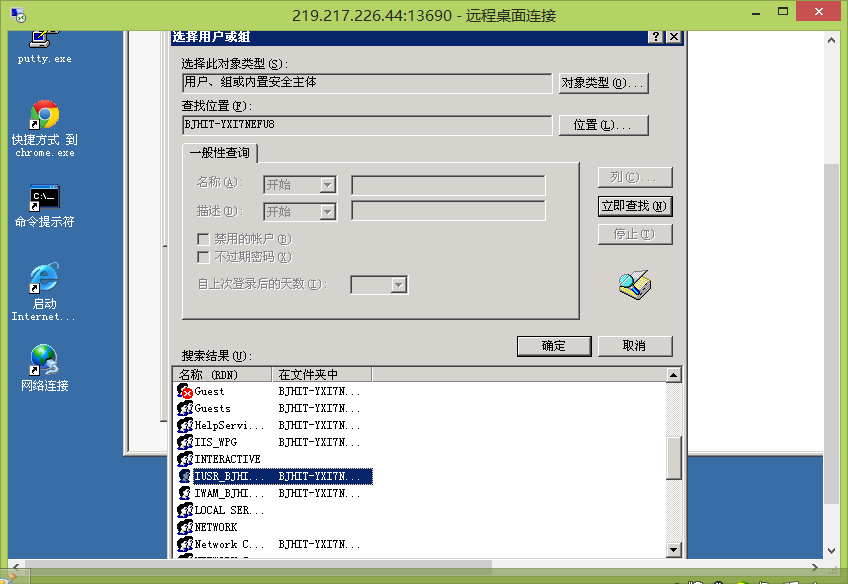 219.217.226.44:13690 - 远程桌面连接
putty.exe
快捷方式 到
chrome.exe
C:\_
命令提示符
启动
Internet...
网络连接
选择用户或组
选择此对象类型(S):
用户、组或内置安全主体
对象类型(O)...
查找位置(F):
BJHIT-YXI7NEFU8
位置(L)...
一般性查询
名称(A):
开始
描述(D):
开始
禁用的帐户(B)
不过期密码(X)
自上次登录后的天数(I):
列(C)...
立即查找(N)
停止(T)
确定
取消
搜索结果(U):
名称 (RDN) 在文件夹中
Guest BJHIT-YXI7N...
Guests BJHIT-YXI7N...
HelpServi... BJHIT-YXI7N...
IIS_WPG BJHIT-YXI7N...
INTERACTIVE
IUSR_BJHI... BJHIT-YXI7N...
IWAM_BJHI... BJHIT-YXI7N...
LOCAL SER...
NETWORK
Network C... BJHIT-YXI7N...